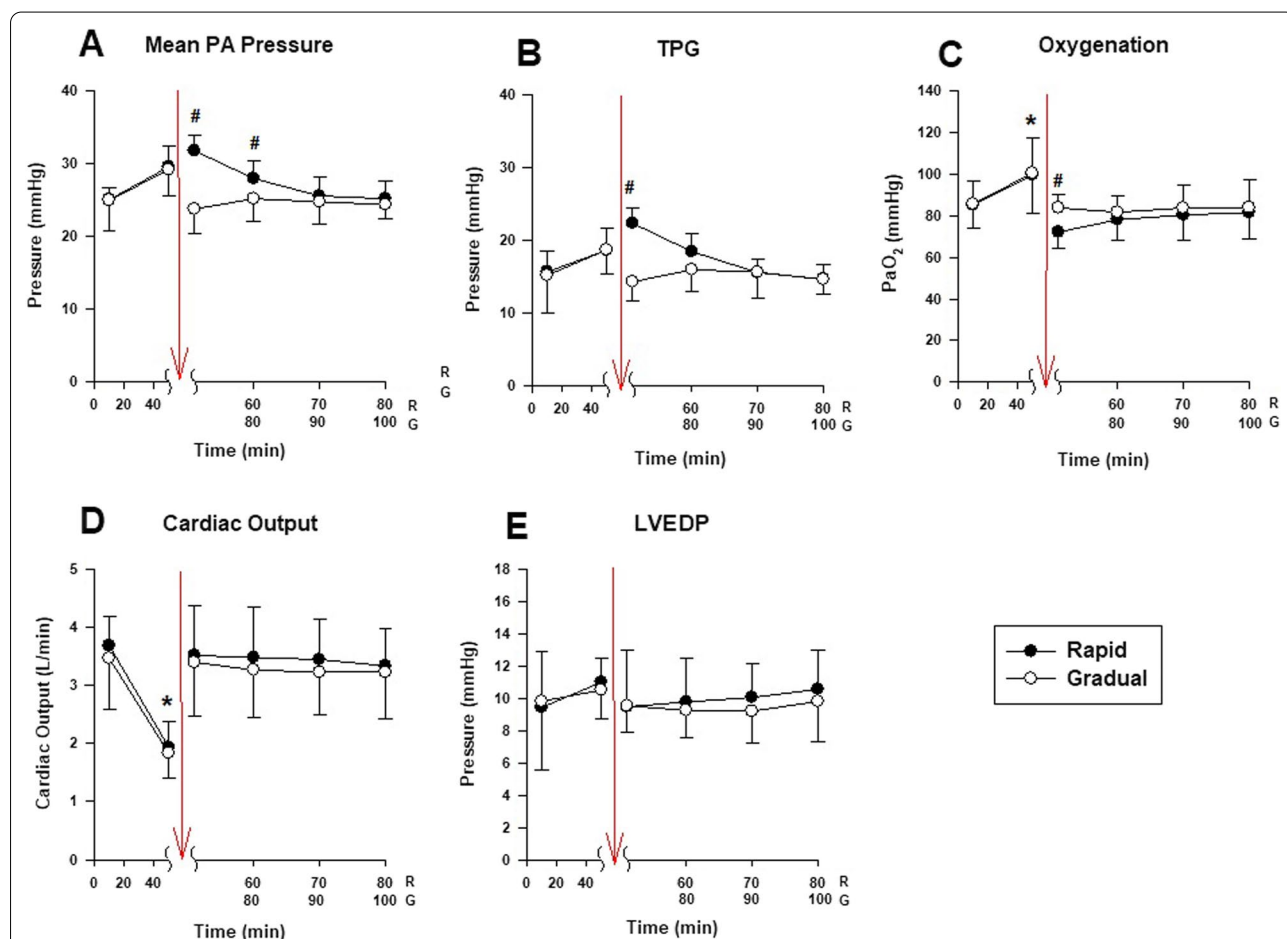 A Mean PA Pressure
40
30
20
10
0
Pressure (mmHg)
# #
0 20 40 60 70 80 R
80 90 100 G
R
G
Time (min)
B TPG
40
30
20
10
0
Pressure (mmHg)
#
0 20 40 60 70 80 R
80 90 100 G
Time (min)
C Oxygenation
140
120
100
80
60
40
20
0
PaO2 (mmHg)
* #
0 20 40 60 70 80 R
80 90 100 G
Time (min)
D Cardiac Output
5
4
3
2
1
0
Cardiac Output (L/min)
*
0 20 40 60 70 80 R
80 90 100 G
Time (min)
E LVEDP
18
16
14
12
10
8
6
4
2
0
Pressure (mmHg)
0 20 40 60 70 80 R
80 90 100 G
Time (min)
Rapid
Gradual